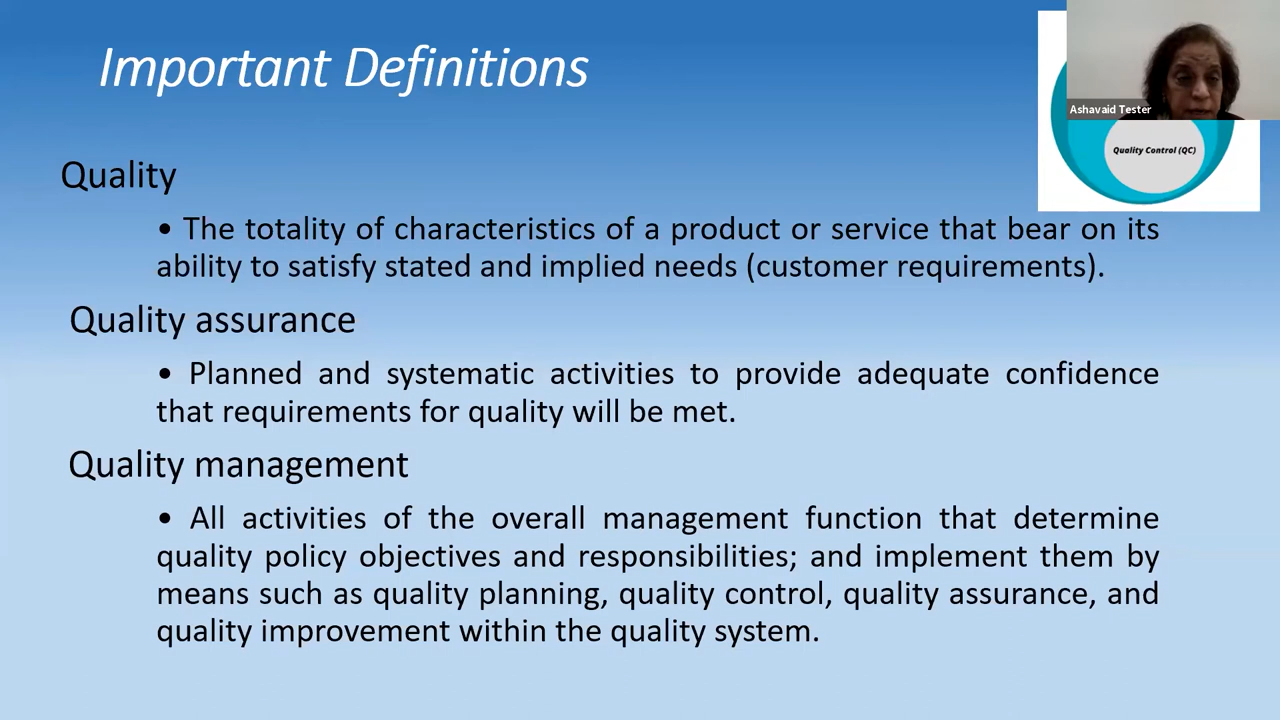 Important Definitions
Ashavaid Tester
Quality Control (QC)
Quality
• The totality of characteristics of a product or service that bear on its
ability to satisfy stated and implied needs (customer requirements).
Quality assurance
• Planned and systematic activities to provide adequate confidence
that requirements for quality will be met.
Quality management
• All activities of the overall management function that determine
quality policy objectives and responsibilities; and implement them by
means such as quality planning, quality control, quality assurance, and
quality improvement within the quality system.